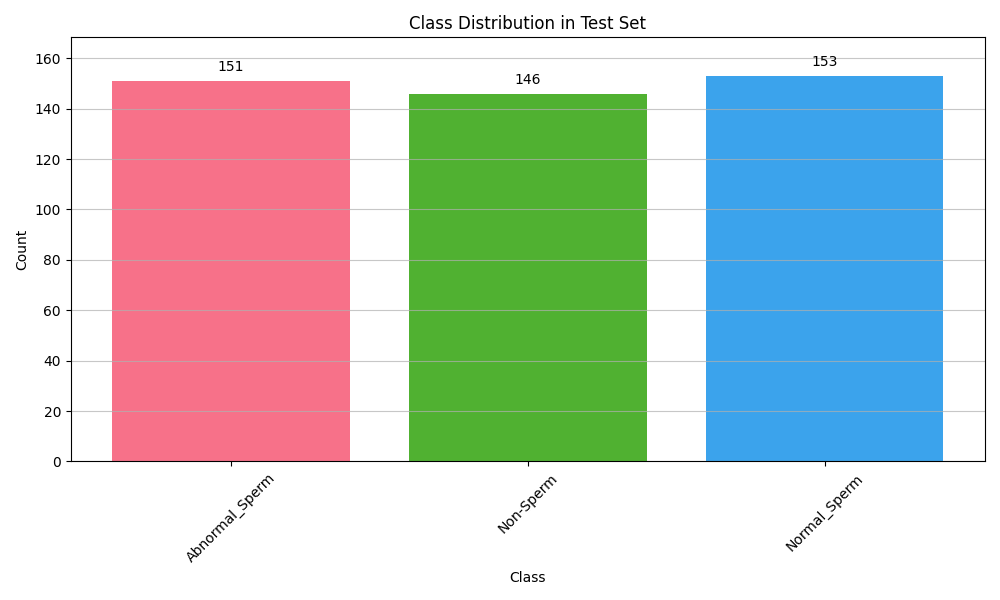 Class Distribution in Test Set
Count
160
140
120
100
80
60
40
20
0
151
146
153
Abnormal_Sperm
Non-Sperm
Normal_Sperm
Class